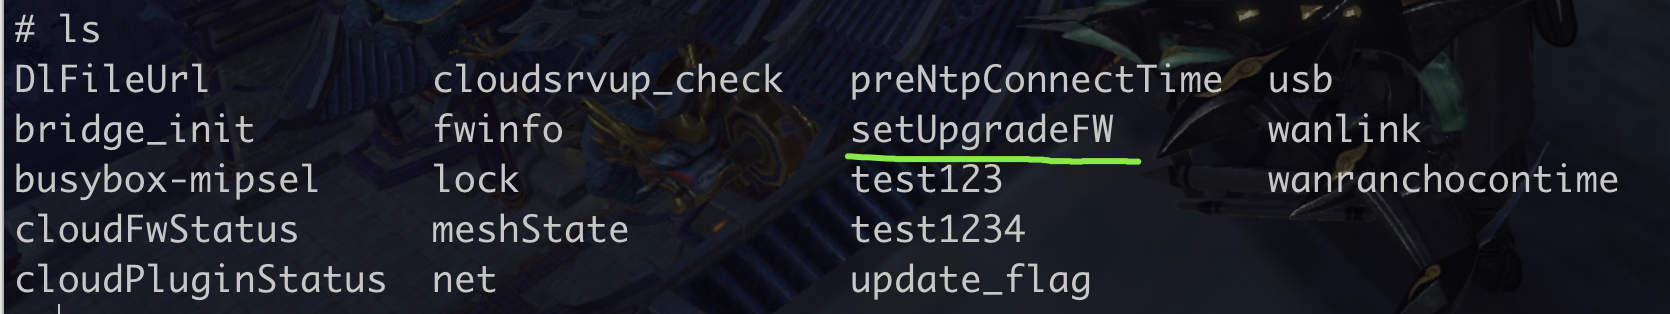 # ls
DlFileUrl cloudsrvup_check preNtpConnectTime usb
bridge_init fwinfo setUpgradeFW wanlink
busybox-mipsel lock test123 wanranchocontime
cloudFwStatus meshState test1234
cloudPluginStatus net update_flag